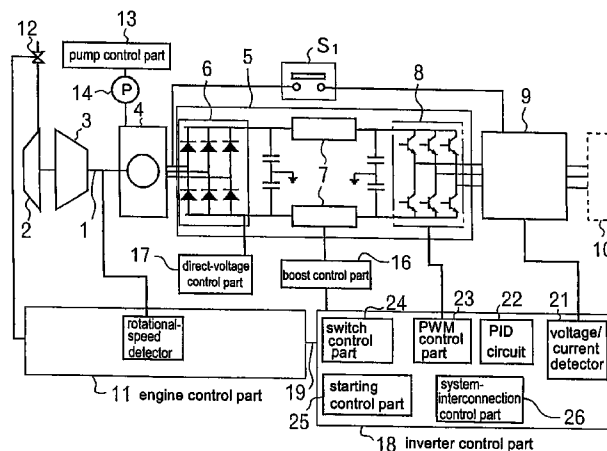 12
13
pump control part
14
P
3
4
6
5
S1
8
9
7
2
1
10
17
direct-voltage
control part
16
boost control part
24
23
22
21
rotational-
speed
detector
switch
control
part
PWM
control
part
PID
circuit
voltage/
current
detector
19
11 engine control part
starting
control part
25
system-
interconnection
control part
26
18 inverter control part